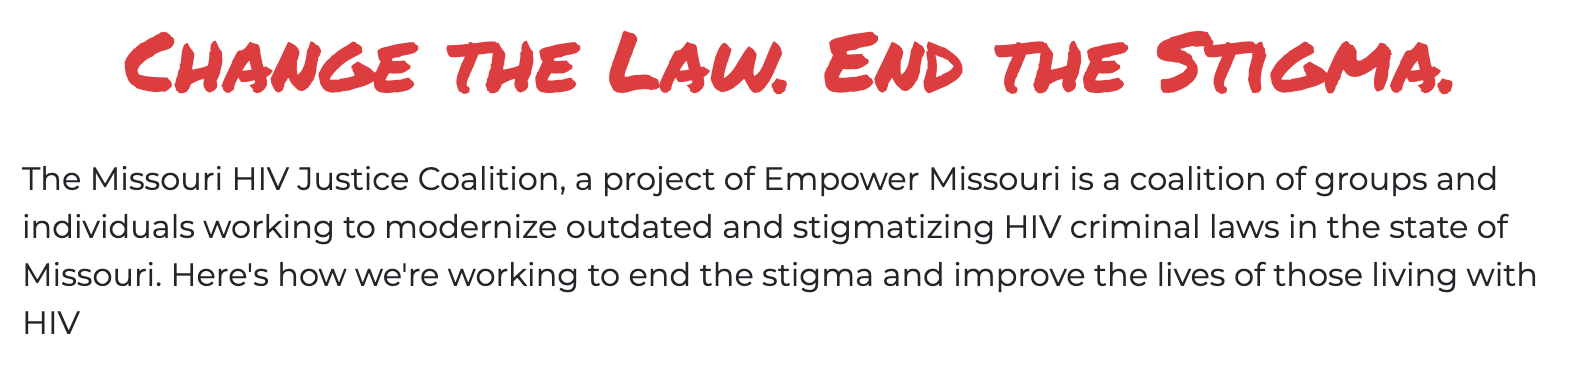 Change the Law. End the Stigma.
The Missouri HIV Justice Coalition, a project of Empower Missouri is a coalition of groups and
individuals working to modernize outdated and stigmatizing HIV criminal laws in the state of
Missouri. Here's how we're working to end the stigma and improve the lives of those living with
HIV